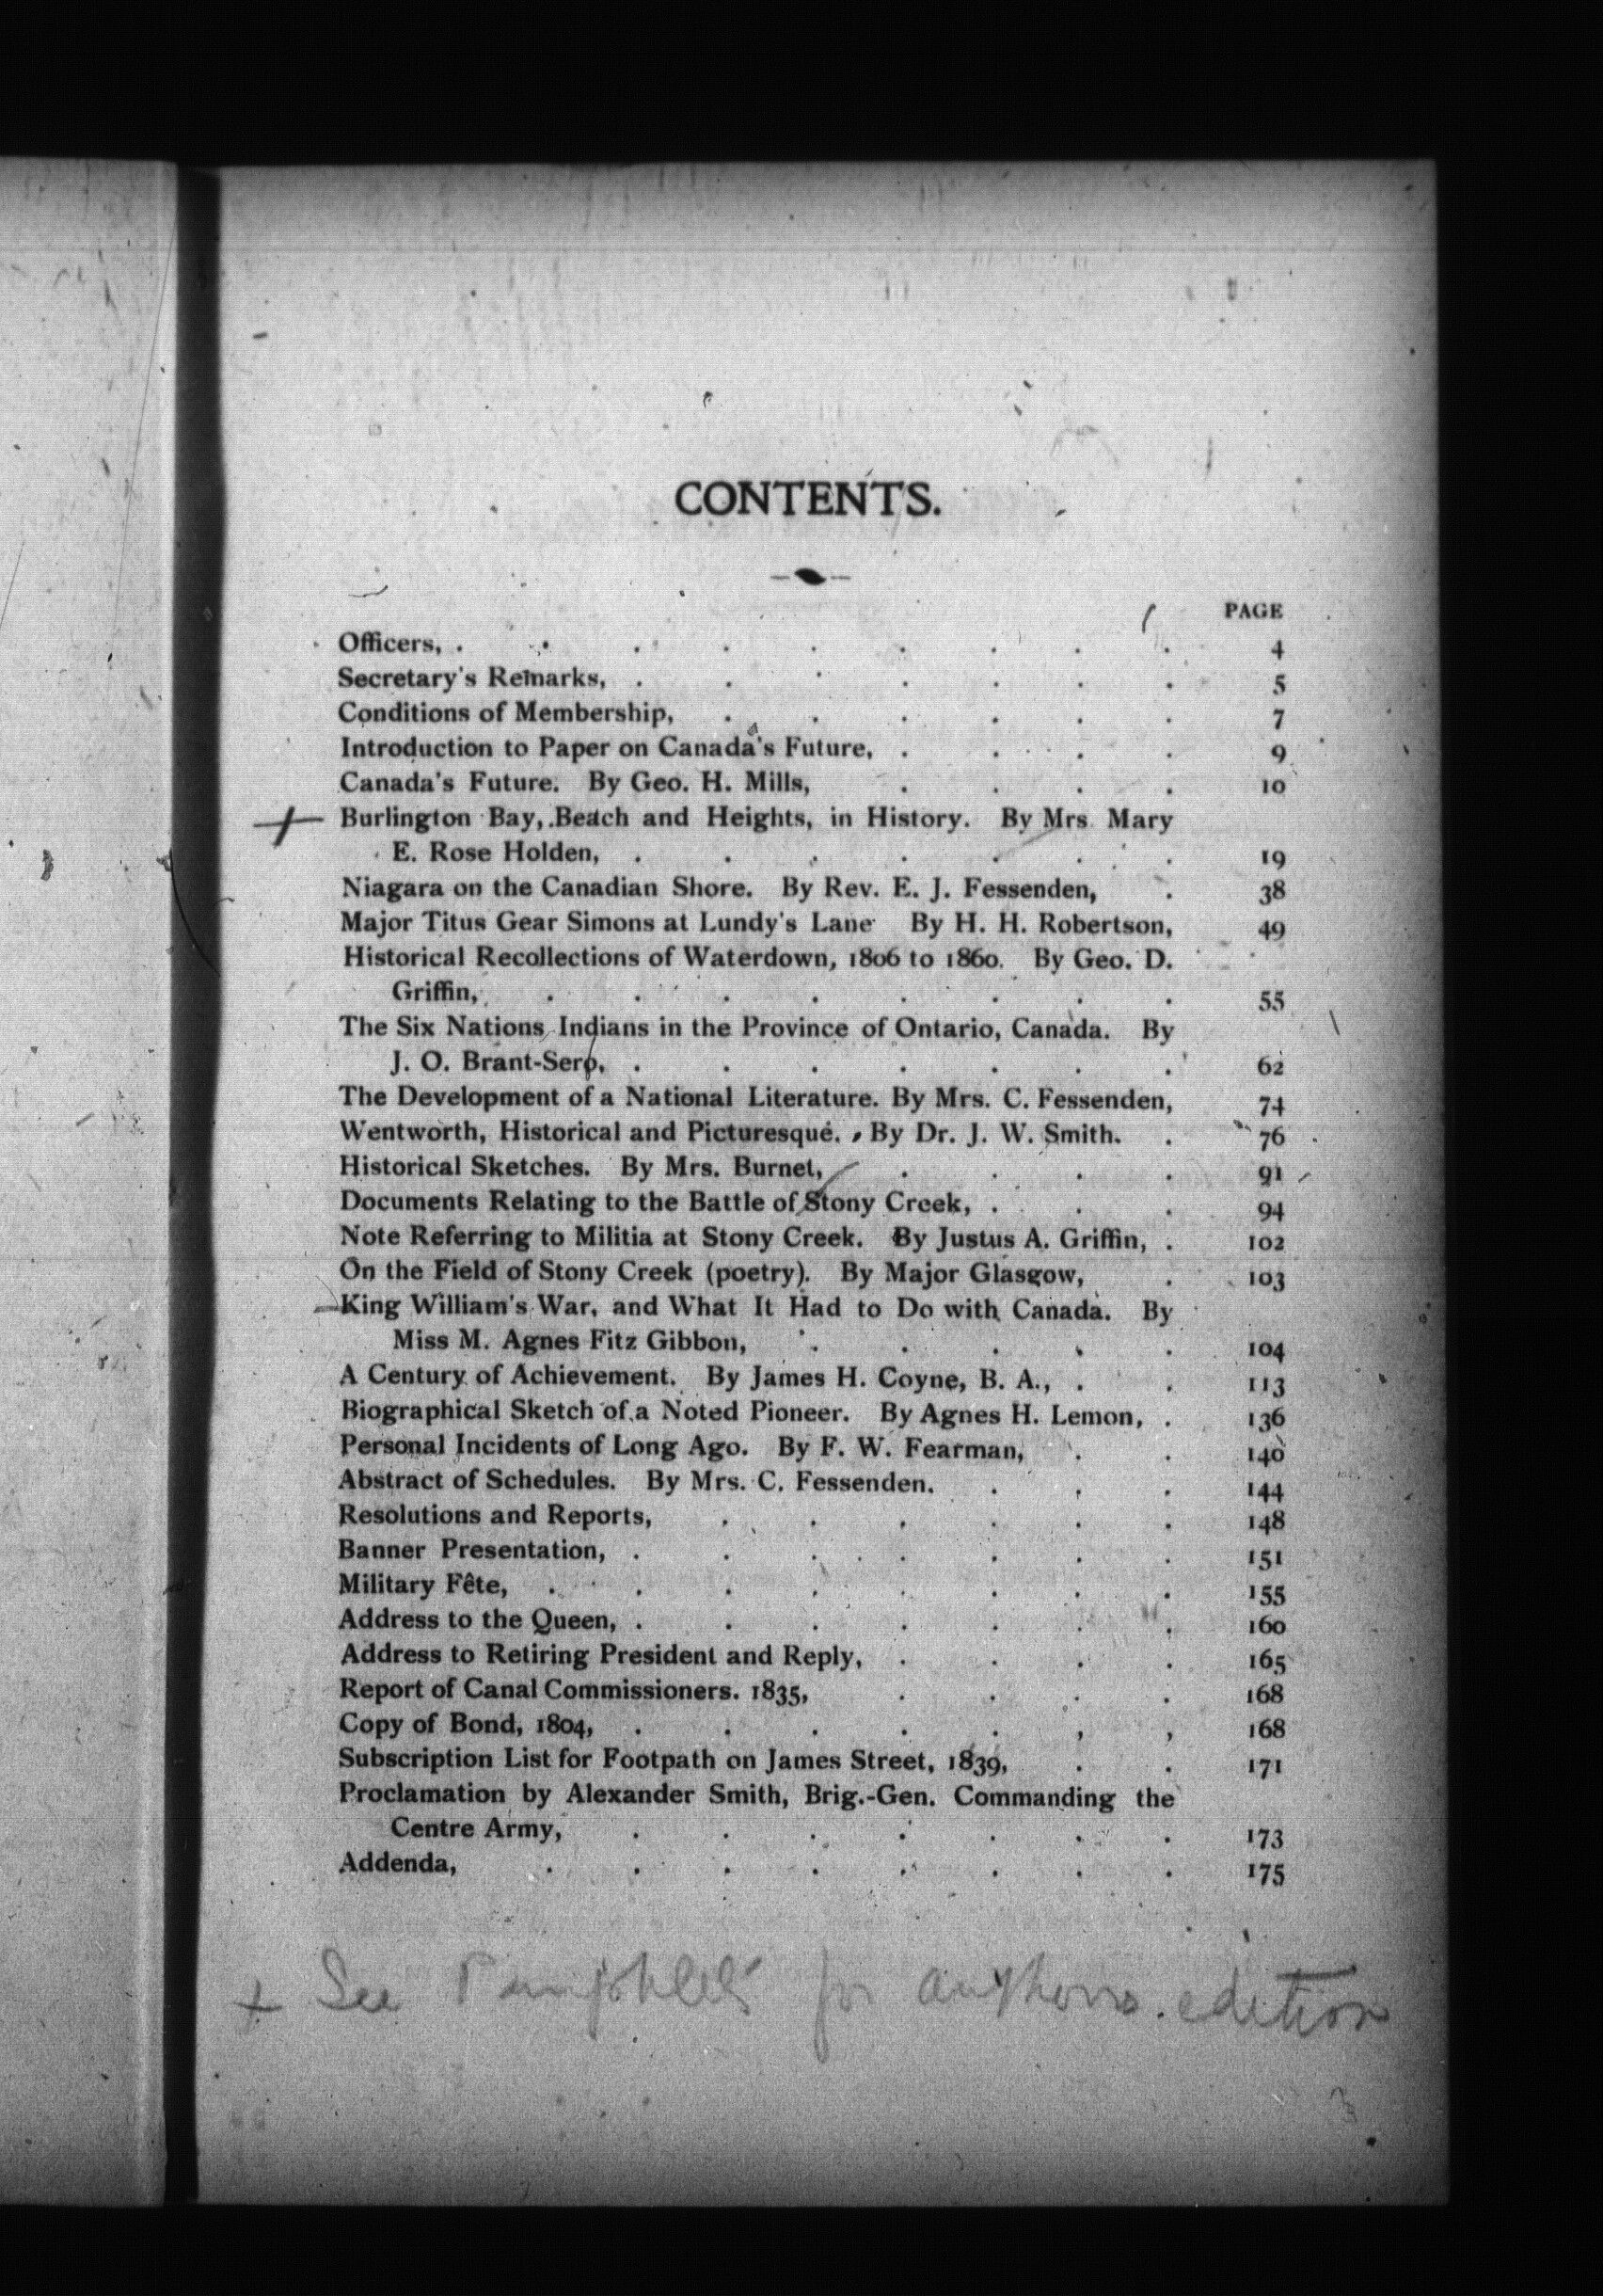 CONTENTS.
PAGE
Officers, . . . . . . . . . 4
Secretary's Remarks, . . . . . . . 5
Conditions of Membership, . . . . . . 7
Introduction to Paper on Canada's Future, . . . . 9
Canada's Future. By Geo. H. Mills, . . . . 10
+ Burlington Bay, Beach and Heights, in History. By Mrs. Mary
E. Rose Holden, . . . . . . . 19
Niagara on the Canadian Shore. By Rev. E. J. Fessenden, . 38
Major Titus Gear Simons at Lundy's Lane By H. H. Robertson, 49
Historical Recollections of Waterdown, 1806 to 1860. By Geo. D.
Griffin, . . . . . . . . 55
The Six Nations Indians in the Province of Ontario, Canada. By
J. O. Brant-Sero, . . . . . . . 62
The Development of a National Literature. By Mrs. C. Fessenden, 74
Wentworth, Historical and Picturesque. By Dr. J. W. Smith. . 76
Historical Sketches. By Mrs. Burnet, . . . . 91
Documents Relating to the Battle of Stony Creek, . . . 94
Note Referring to Militia at Stony Creek. By Justus A. Griffin, . 102
On the Field of Stony Creek (poetry). By Major Glasgow, . 103
King William's War, and What It Had to Do with Canada. By
Miss M. Agnes Fitz Gibbon, . . . . . 104
A Century of Achievement. By James H. Coyne, B. A., . . 113
Biographical Sketch of a Noted Pioneer. By Agnes H. Lemon, . 136
Personal Incidents of Long Ago. By F. W. Fearman, . . 140
Abstract of Schedules. By Mrs. C. Fessenden. . . . 144
Resolutions and Reports, . . . . . . 148
Banner Presentation, . . . . . . . 151
Military Fête, . . . . . . . . 155
Address to the Queen, . . . . . . . 160
Address to Retiring President and Reply, . . . . 165
Report of Canal Commissioners. 1835, . . . . 168
Copy of Bond, 1804, . . . . . , , 168
Subscription List for Footpath on James Street, 1839, . . 171
Proclamation by Alexander Smith, Brig.-Gen. Commanding the
Centre Army, . . . . . . . 173
Addenda, . . . . . . . . 175
+ See Pamphlets for authors. edition